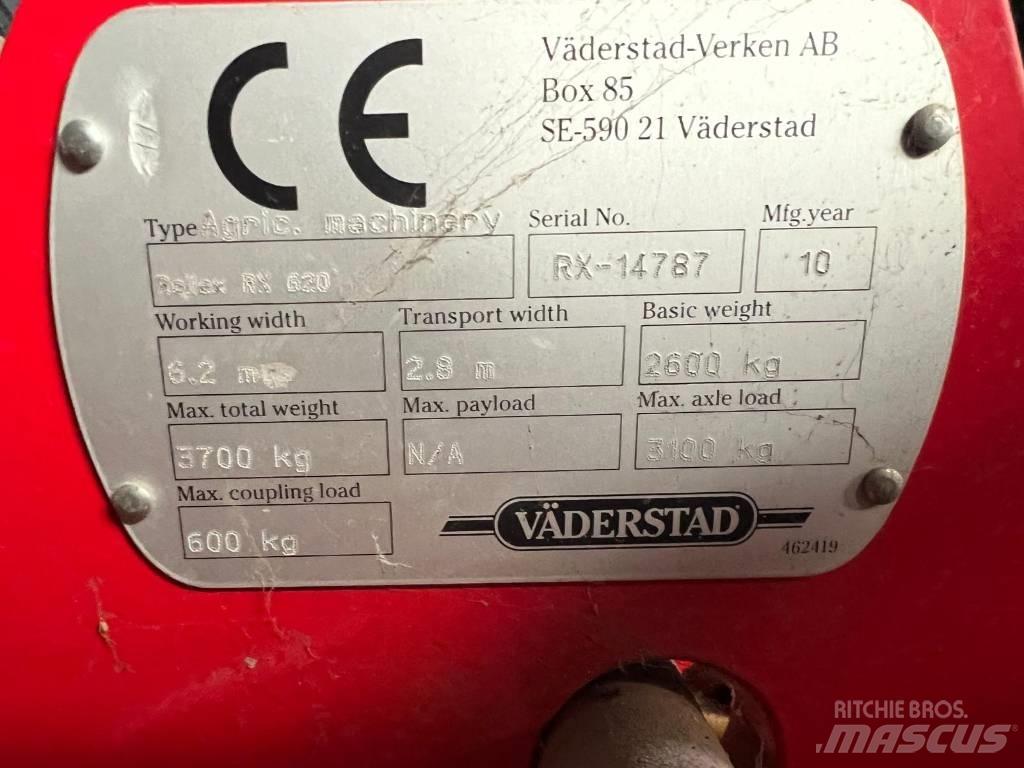 CE
Väderstad-Verken AB
Box 85
SE-590 21 Väderstad
Type Agric. machinery
Serial No.
Mfg.year
Rollex RX 620
RX-14787
10
Working width
Transport width
Basic weight
6.2 m
2.8 m
2600 kg
Max. total weight
Max. payload
Max. axle load
3700 kg
N/A
3100 kg
Max. coupling load
600 kg
VÄDERSTAD
462419
RITCHIE BROS.
MASCUS